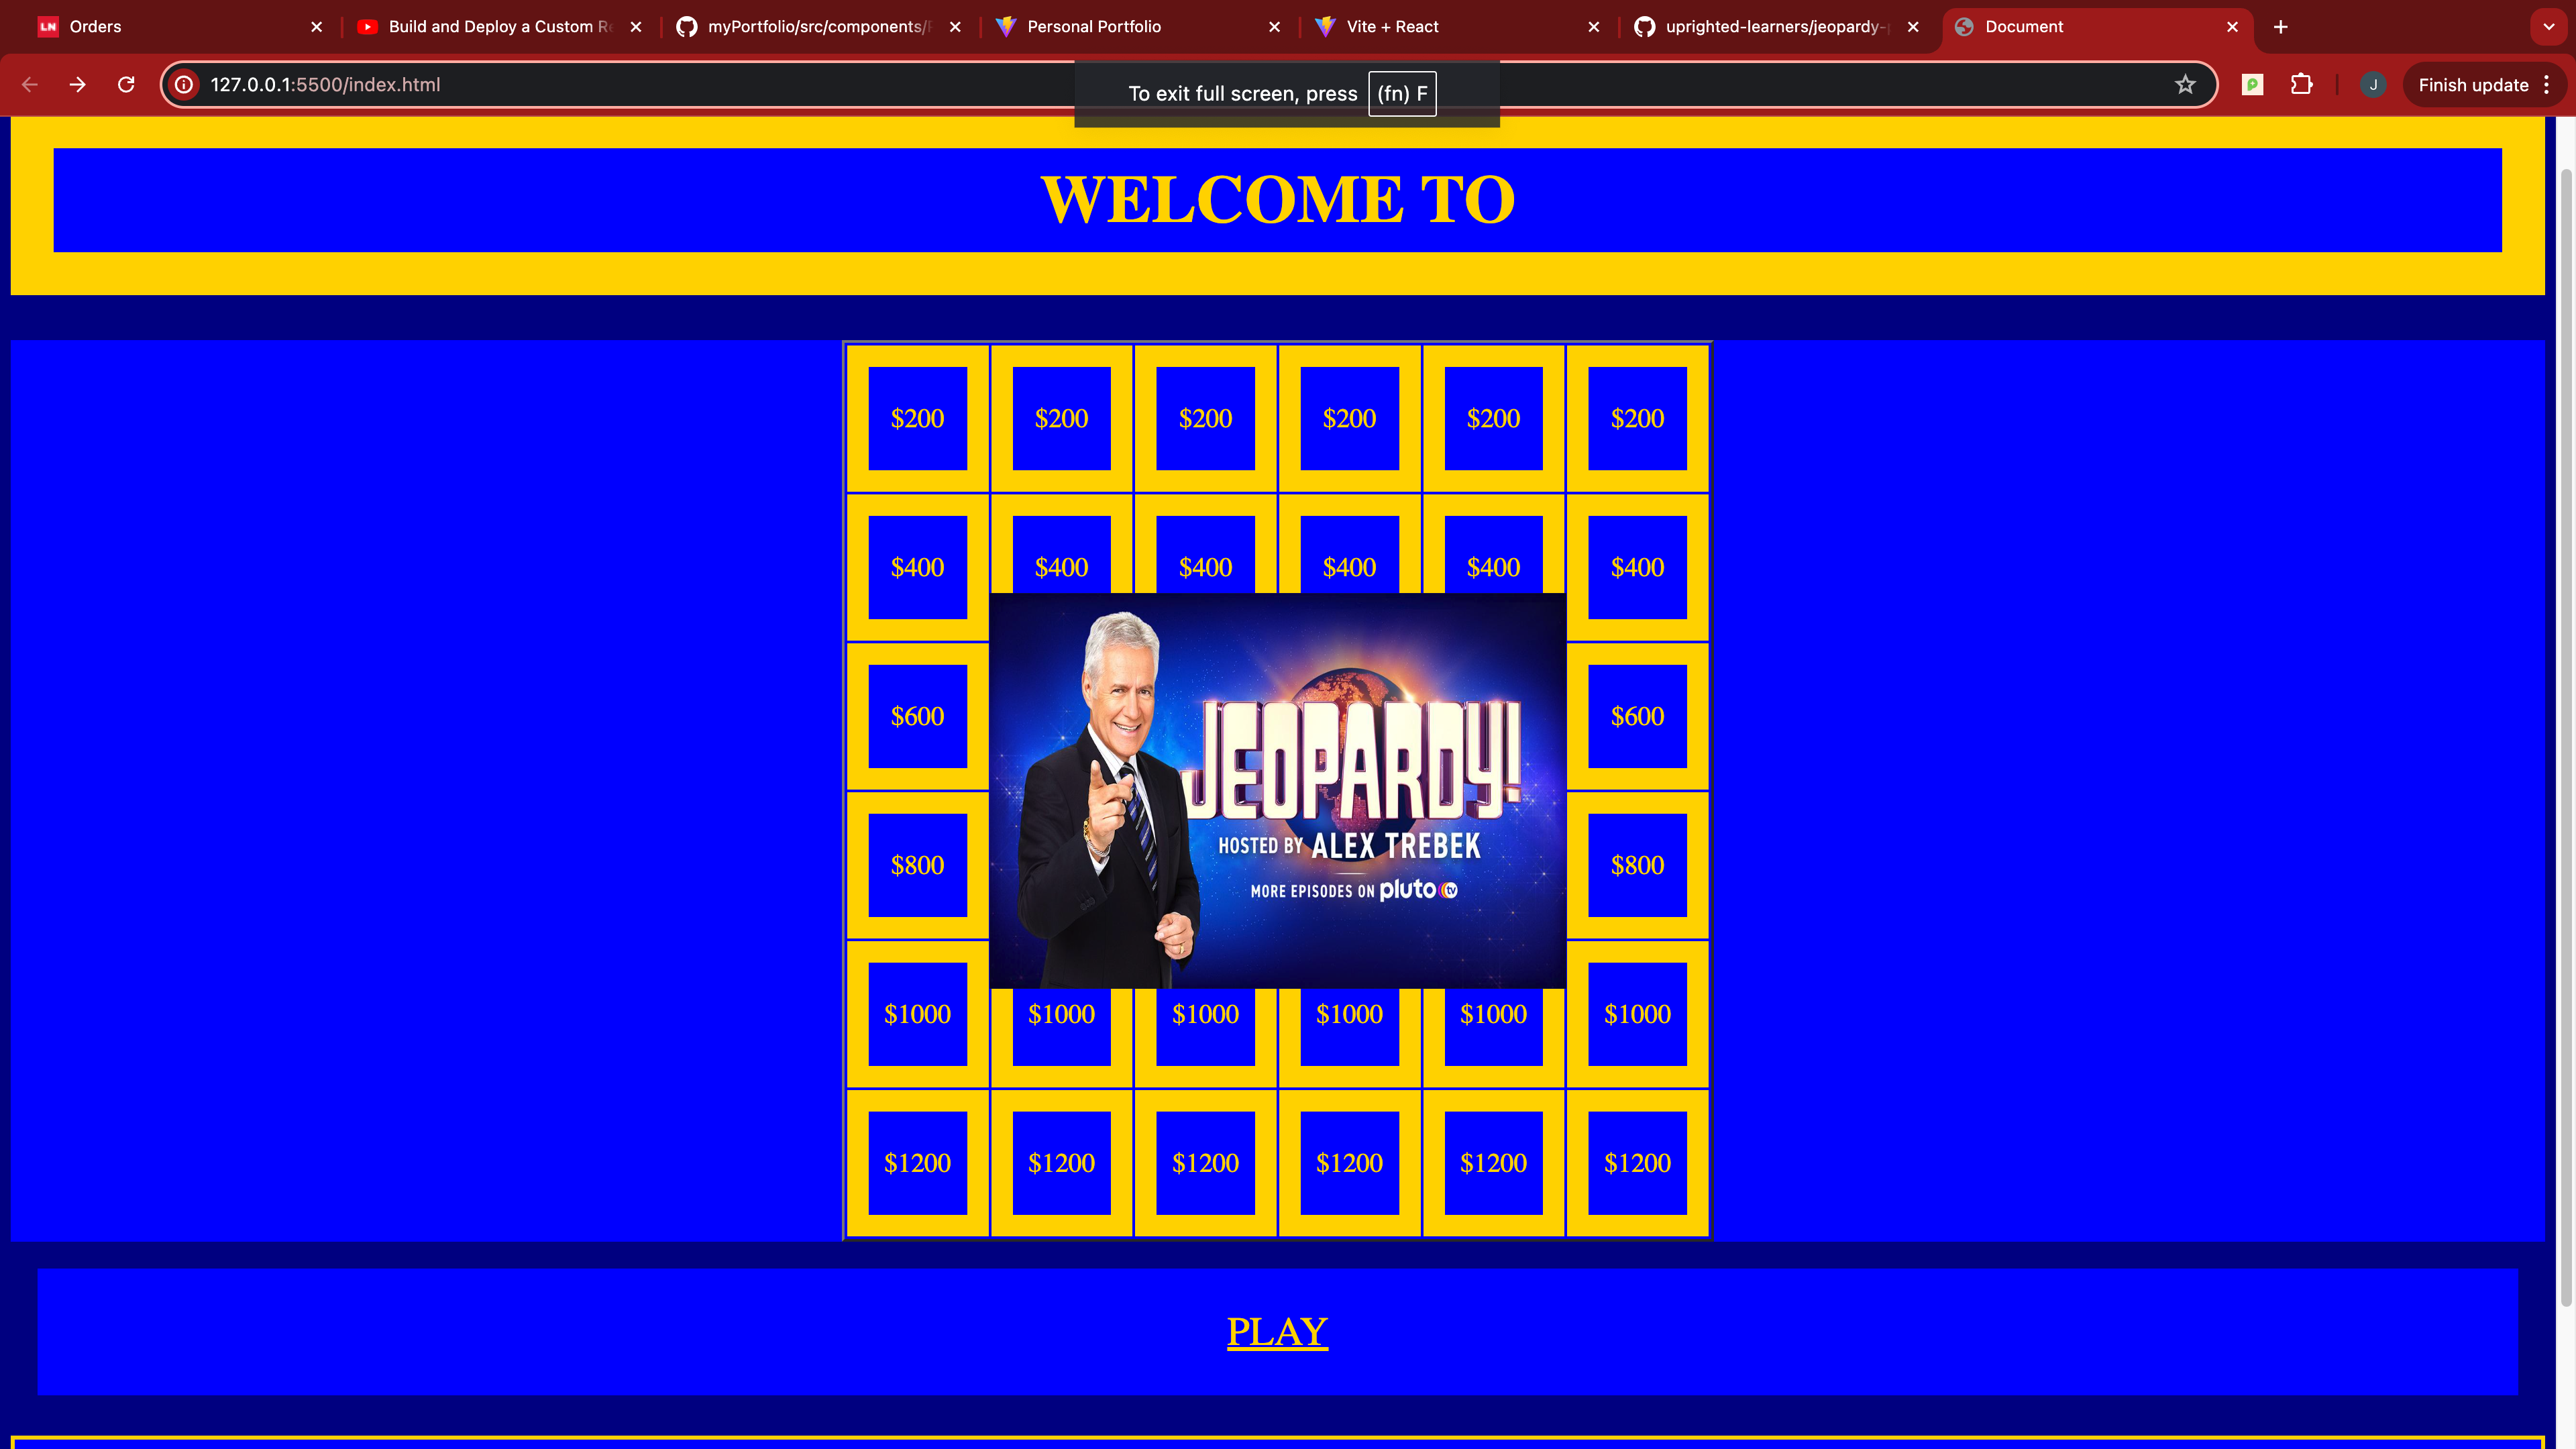 LN Orders
Build and Deploy a Custom Re
myPortfolio/src/components/
Personal Portfolio
Vite + React
uprighted-learners/jeopardy-
Document
127.0.0.1:5500/index.html
To exit full screen, press (fn) F
J
Finish update
WELCOME TO
$200 $200 $200 $200 $200 $200
$400 $400 $400 $400 $400 $400
$600 $600
JEOPARDY!
$800 $800
HOSTED BY ALEX TREBEK
MORE EPISODES ON pluto tv
$1000 $1000 $1000 $1000 $1000 $1000
$1200 $1200 $1200 $1200 $1200 $1200
PLAY